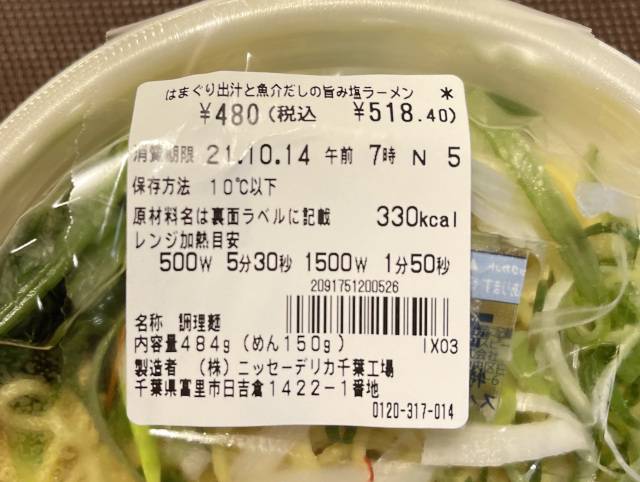 はまぐり出汁と魚介だしの旨み塩ラーメン *
¥480(税込 ¥518.40)
消費期限 21.10.14 午前 7時 N 5
保存方法 10℃以下
原材料名は裏面ラベルに記載 330kcal
レンジ加熱目安
500W 5分30秒 1500W 1分50秒
2091751200526
名称 調理麺
内容量484g(めん150g) IX03
製造者 (株)ニッセーデリカ千葉工場
千葉県富里市日吉倉1422-1番地
0120-317-014